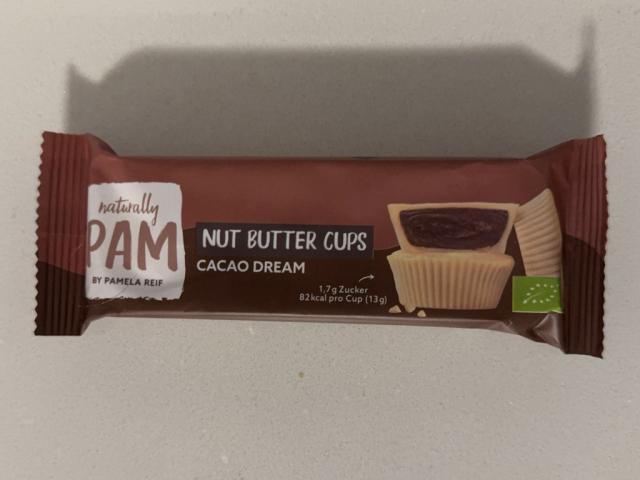 naturally
PAM
BY PAMELA REIF
NUT BUTTER CUPS
CACAO DREAM
1,7g Zucker
82kcal pro Cup (13g)